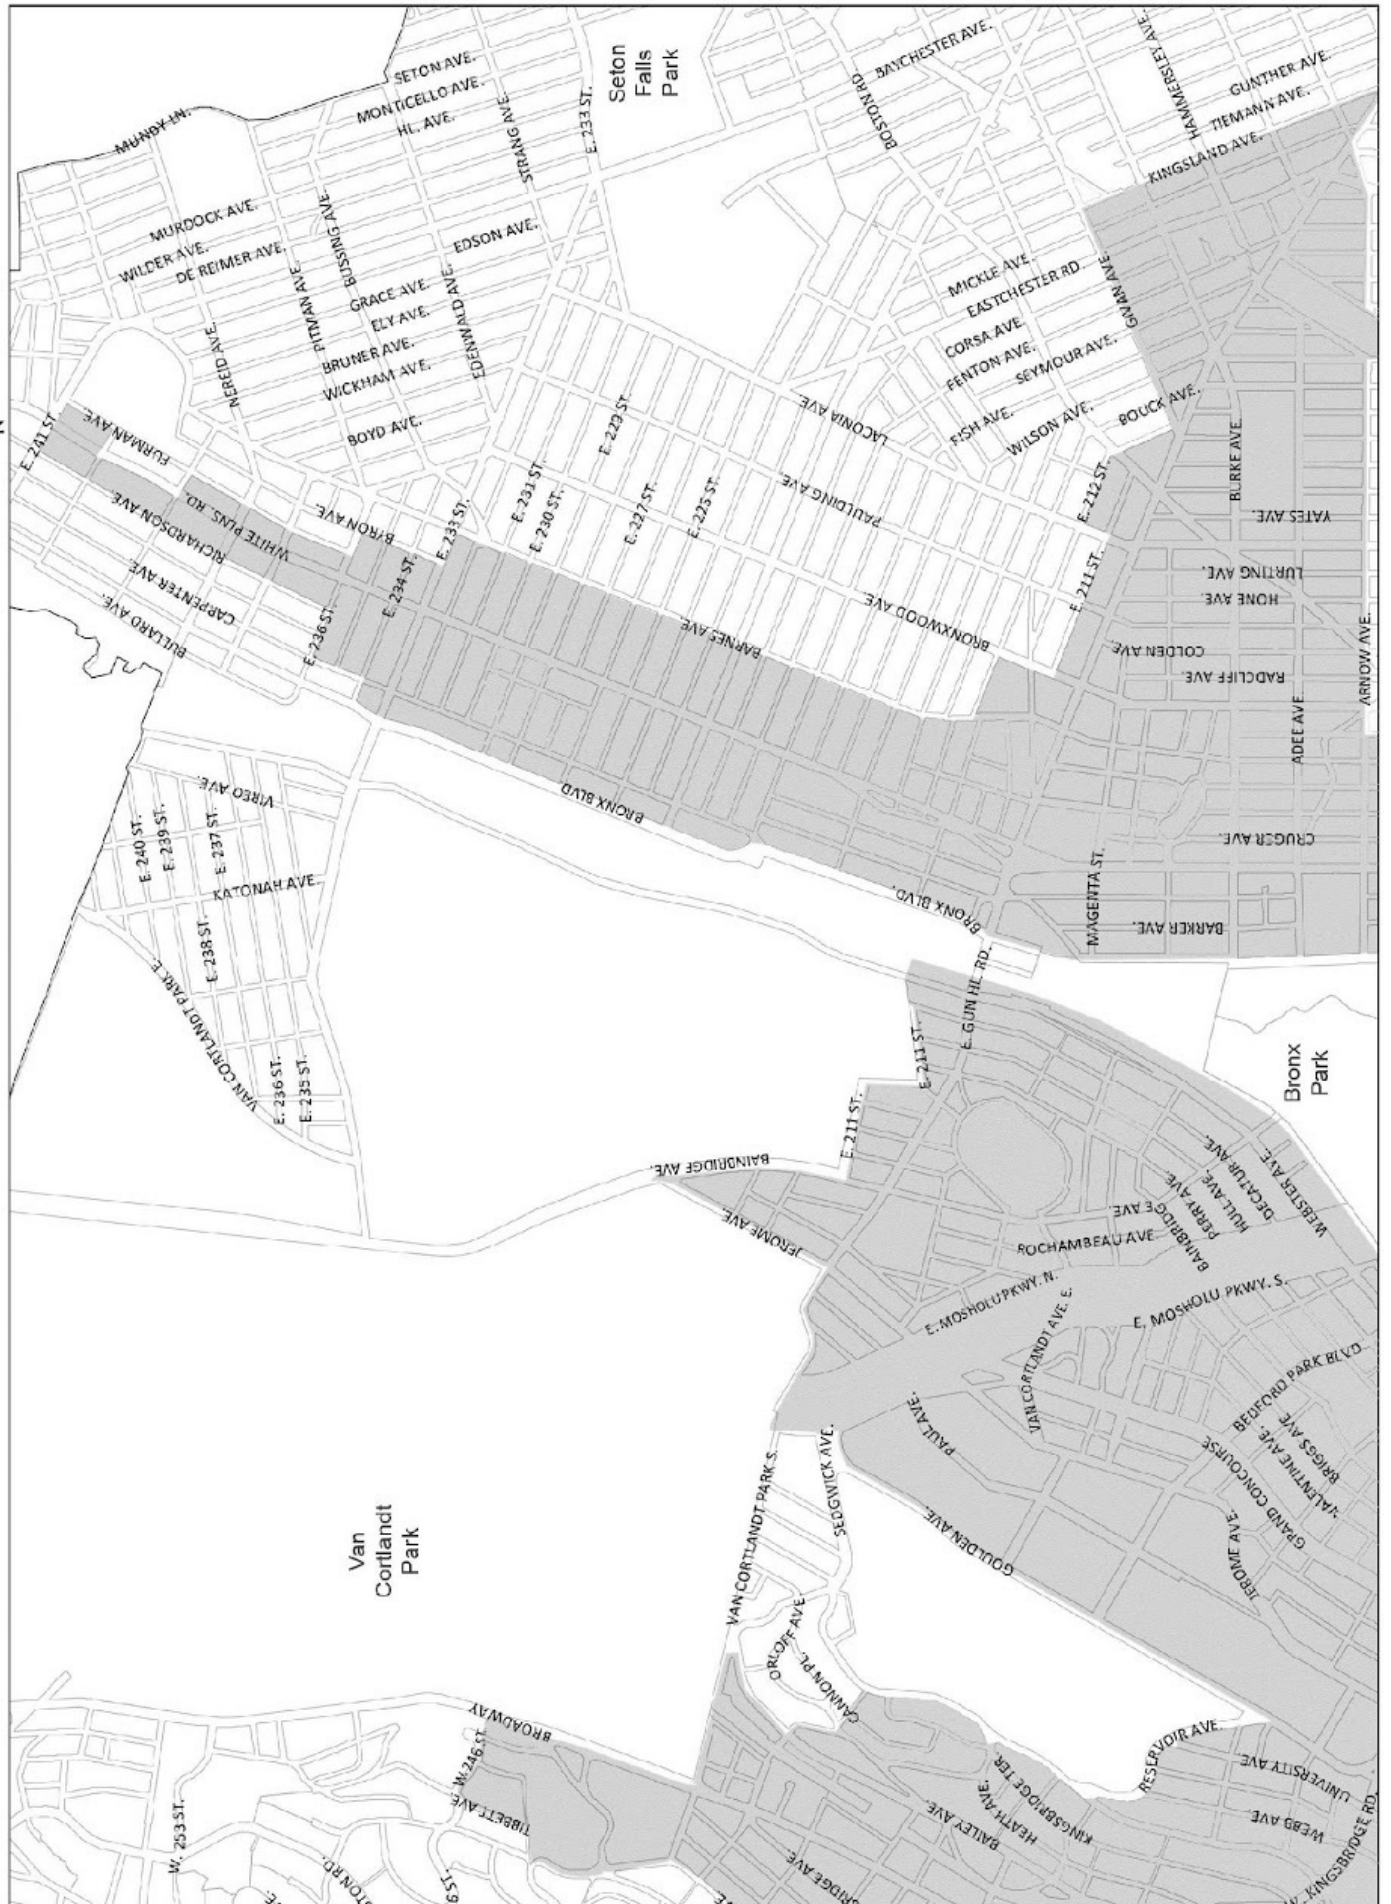 SETON AVE.
MONTICELLO AVE.
HL. AVE.
MUNDY LN.
STRANG AVE.
E. 233 ST.
Seton
Falls
Park
BOSTON RD.
BAYCHESTER AVE.
HAMMERSLEY AVE.
GUNTHER AVE.
TIEMANN AVE.
KINGSLAND AVE.
MURDOCK AVE.
WILDER AVE.
DE REIMER AVE.
BUSSING AVE.
PITMAN AVE.
NEREID AVE.
EDSON AVE.
GRACE AVE.
ELY AVE.
BRUNER AVE.
WICKHAM AVE.
EDENWALD AVE.
BOYD AVE.
MICKLE AVE.
EASTCHESTER RD.
CORSA AVE.
FENTON AVE.
SEYMOUR AVE.
GIVAN AVE.
FISH AVE.
WILSON AVE.
BOUCK AVE.
LACONIA AVE.
PAULDING AVE.
E. 241 ST.
FURMAN AVE.
WHITE PLNS. RD.
RICHARDSON AVE.
CARPENTER AVE.
BULLARD AVE.
BYRON AVE.
E. 236 ST.
E. 234 ST.
E. 233 ST.
E. 231 ST.
E. 230 ST.
E. 229 ST.
E. 227 ST.
E. 225 ST.
E. 212 ST.
E. 211 ST.
BURKE AVE.
YATES AVE.
LURTING AVE.
HONE AVE.
COLDEN AVE.
RADCLIFF AVE.
ADEE AVE.
ARNOW AVE.
BARNES AVE.
BRONXWOOD AVE.
BRONX BLVD.
BRONX BLVD.
CRUGER AVE.
MAGENTA ST.
BARKER AVE.
VIREO AVE.
E. 240 ST.
E. 239 ST.
E. 237 ST.
KATONAH AVE.
E. 238 ST.
VAN CORTLANDT PARK E.
E. 236 ST.
E. 235 ST.
E. GUN HL. RD.
E. 211 ST.
E. 211 ST.
Bronx
Park
BAINBRIDGE AVE.
JEROME AVE.
ROCHAMBEAU AVE.
BAINBRIDGE AVE.
PERRY AVE.
HULL AVE.
DECATUR AVE.
WEBSTER AVE.
E. MOSHOLU PKWY. N.
E. MOSHOLU PKWY. S.
VAN CORTLANDT AVE. E.
PAUL AVE.
BEDFORD PARK BLVD
BRIGGS AVE
VALENTINE AVE.
GRAND CONCOURSE
JEROME AVE.
GOULDEN AVE.
Van
Cortlandt
Park
VAN CORTLANDT PARK S.
SEDGWICK AVE.
ORLOFF AVE.
CANNON PL.
BROADWAY
W. 246 ST.
TIBBETT AVE.
W. 253 ST.
BAILEY AVE.
HEATH AVE.
KINGSBRIDGE TER.
RESERVOIR AVE.
UNIVERSITY AVE
WEBB AVE
KINGSBRIDGE RD.